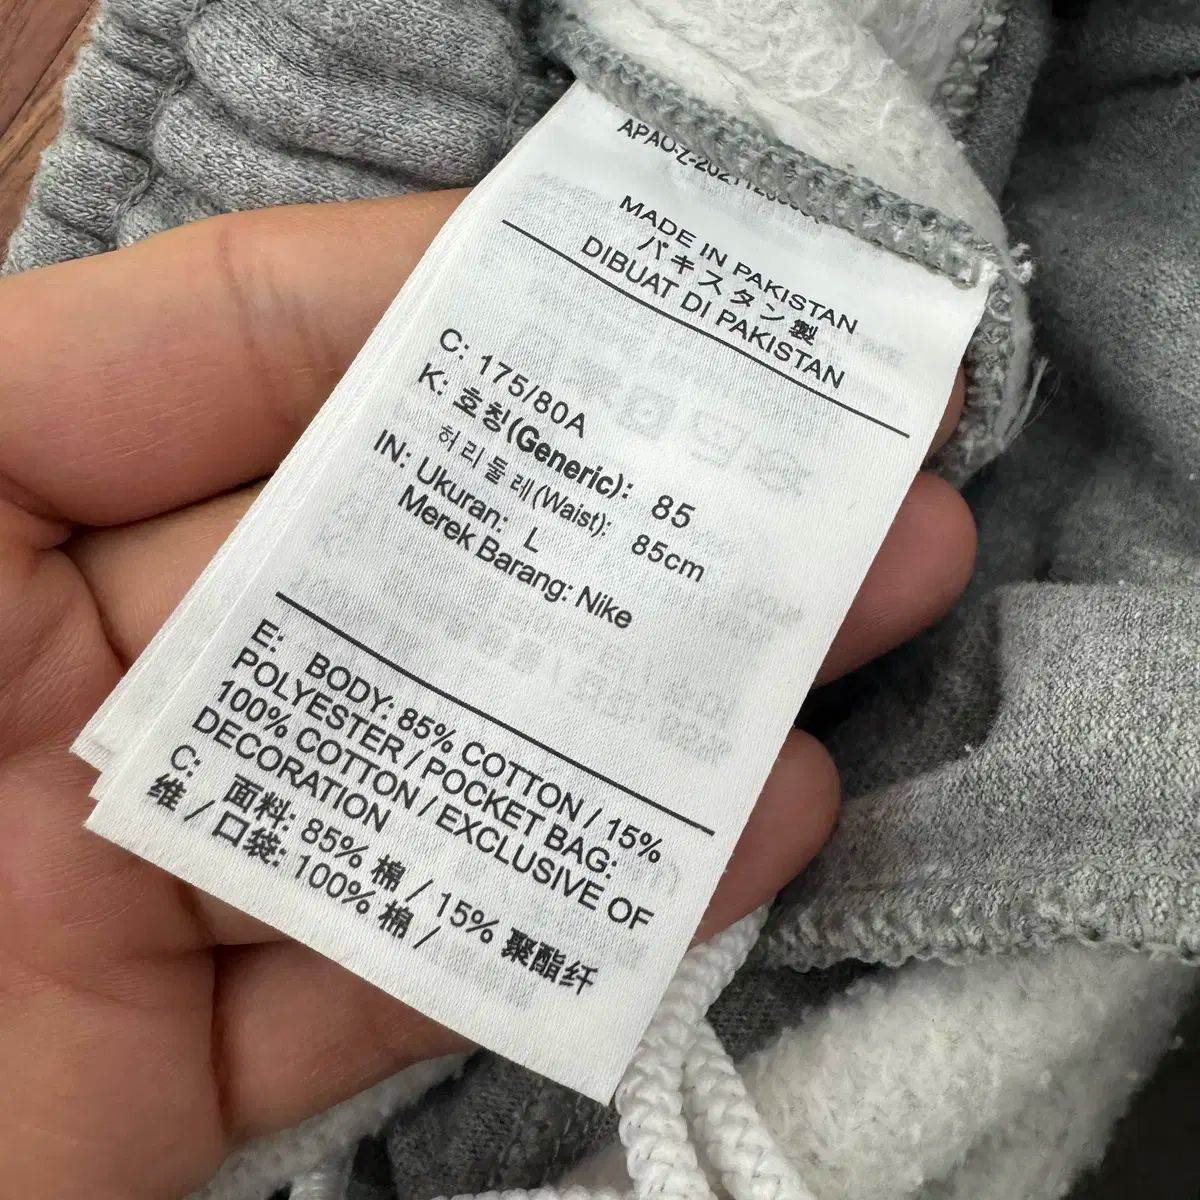 MADE IN PAKISTAN
パキスタン製
DIBUAT DI PAKISTAN
C: 175/80A
K: 호칭(Generic): 85
허리둘레(Waist): 85cm
IN: Ukuran: L
Merek Barang: Nike
E: BODY: 85% COTTON / 15%
POLYESTER / POCKET BAG:
100% COTTON / EXCLUSIVE OF
DECORATION
C: 面料: 85% 棉 / 15% 聚酯纤
维 / 口袋: 100% 棉 /